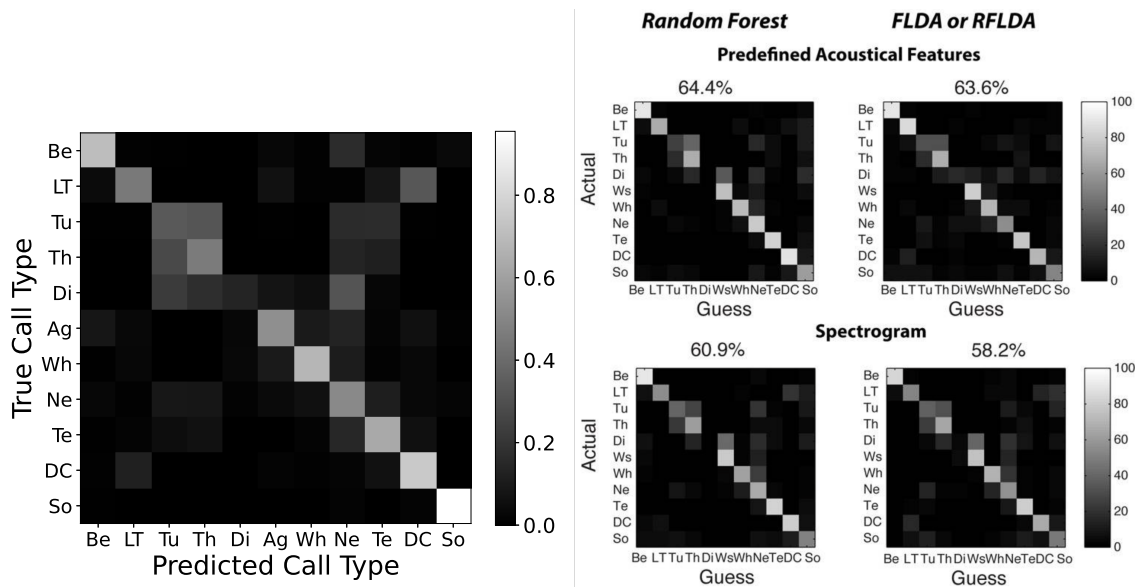 Be
LT
Tu
Th
Di
Ag
Wh
Ne
Te
DC
So
True Call Type
Be LT Tu Th Di Ag Wh Ne Te DC So
Predicted Call Type
0.8
0.6
0.4
0.2
0.0
Random Forest FLDA or RFLDA
Predefined Acoustical Features
64.4% 63.6%
Be
LT
Tu
Th
Di
Ws
Wh
Ne
Te
DC
So
Actual
Be LT Tu Th Di Ws Wh Ne Te DC So
Guess
Be
LT
Tu
Th
Di
Ws
Wh
Ne
Te
DC
So
Be LT Tu Th Di Ws Wh Ne Te DC So
Guess
100
80
60
40
20
0
Spectrogram
60.9% 58.2%
Be
LT
Tu
Th
Di
Ws
Wh
Ne
Te
DC
So
Actual
Be LT Tu Th Di Ws Wh Ne Te DC So
Guess
Be
LT
Tu
Th
Di
Ws
Wh
Ne
Te
DC
So
Be LT Tu Th Di Ws Wh Ne Te DC So
Guess
100
80
60
40
20
0